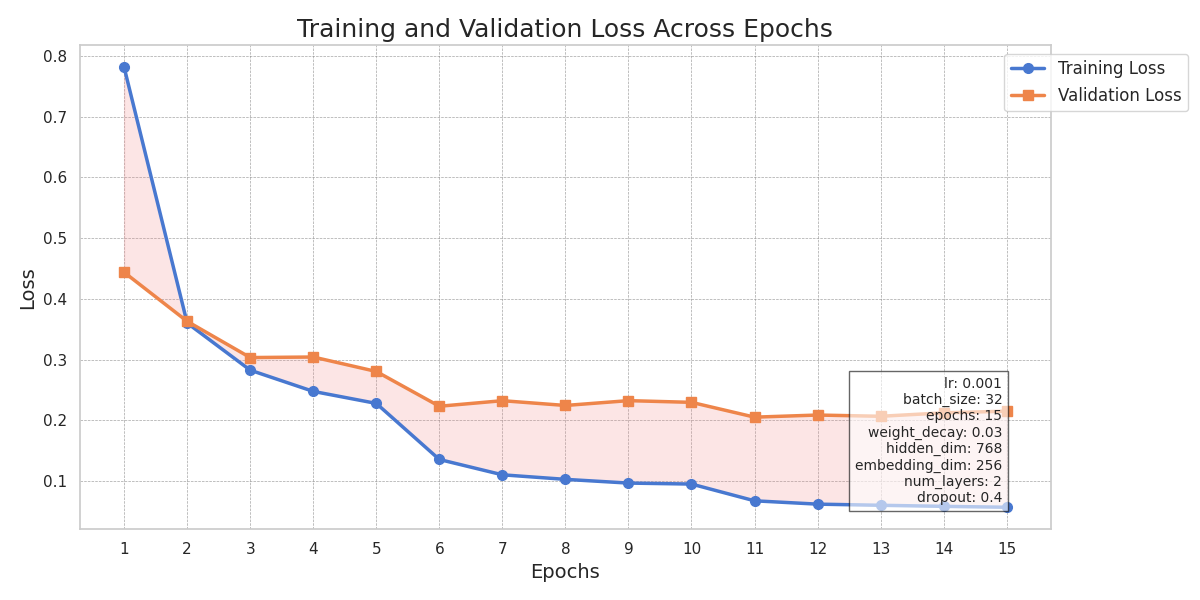 Training and Validation Loss Across Epochs
Training Loss
Validation Loss
Loss
0.8
0.7
0.6
0.5
0.4
0.3
0.2
0.1
lr: 0.001
batch_size: 32
epochs: 15
weight_decay: 0.03
hidden_dim: 768
embedding_dim: 256
num_layers: 2
dropout: 0.4
1 2 3 4 5 6 7 8 9 10 11 12 13 14 15
Epochs